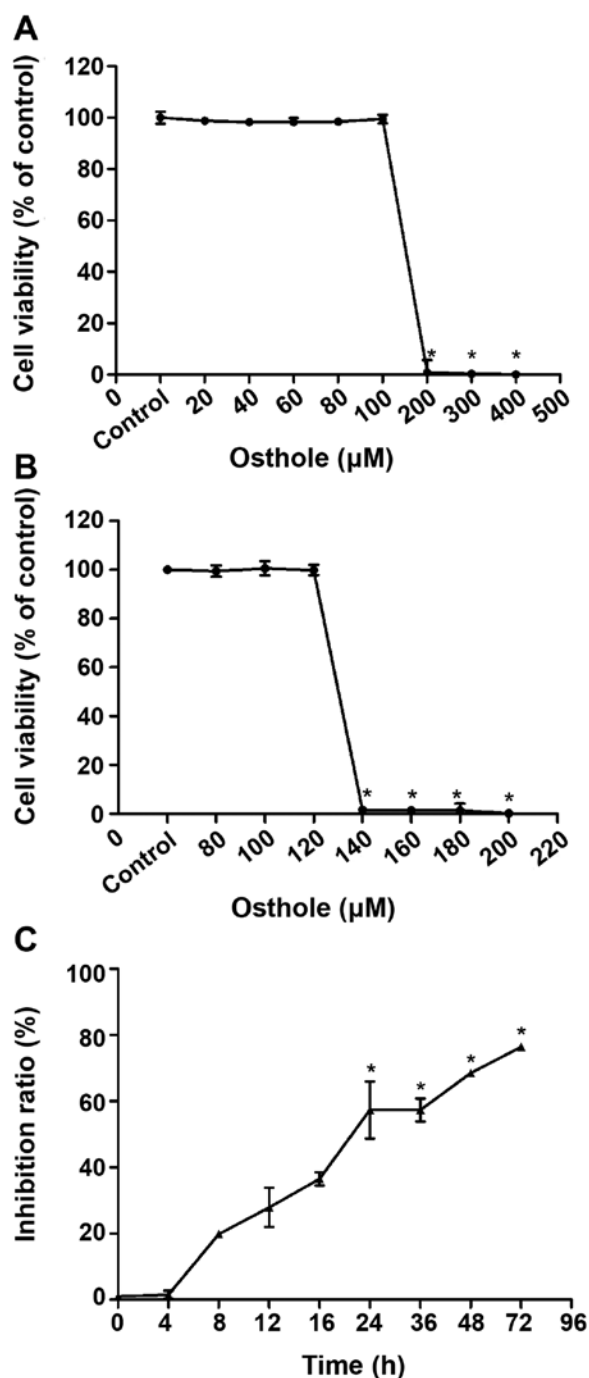 A
Cell viability (% of control)
120
100
80
60
40
20
0
* * *
0 Control 20 40 60 80 100 200 300 400 500
Osthole (µM)
B
Cell viability (% of control)
120
100
80
60
40
20
0
* * * *
0 Control 80 100 120 140 160 180 200 220
Osthole (µM)
C
Inhibition ratio (%)
100
80
60
40
20
0
* * * *
0 4 8 12 16 24 36 48 72 96
Time (h)